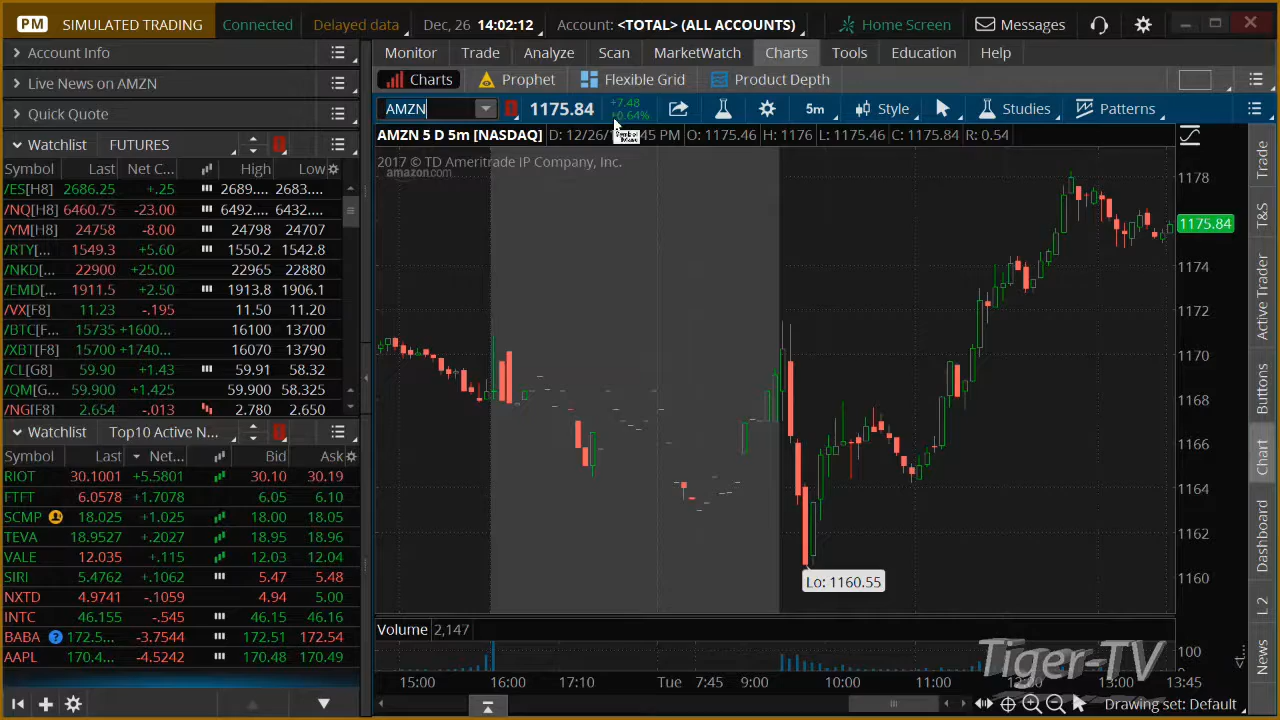 PM SIMULATED TRADING Connected Delayed data Dec, 26 14:02:12 Account: <TOTAL> (ALL ACCOUNTS) Home Screen Messages
Account Info
Live News on AMZN
Quick Quote
Monitor Trade Analyze Scan MarketWatch Charts Tools Education Help
Charts Prophet Flexible Grid Product Depth
AMZN 1175.84 +7.48 +0.64% 5m Style Studies Patterns
AMZN 5 D 5m [NASDAQ] D: 12/26/ 45 PM O: 1175.46 H: 1176 L: 1175.46 C: 1175.84 R: 0.54
2017 © TD Ameritrade IP Company, Inc.
amazon.com
Watchlist FUTURES
Symbol Last Net C... High Low
/ES[H8] 2686.25 +.25 2689.... 2683....
/NQ[H8] 6460.75 -23.00 6492.... 6432....
/YM[H8] 24758 -8.00 24798 24707
/RTY[... 1549.3 +5.60 1550.2 1542.8
/NKD[... 22900 +25.00 22965 22880
/EMD[... 1911.5 +2.50 1913.8 1906.1
/VX[F8] 11.23 -.195 11.50 11.20
/BTC[F... 15735 +1600... 16100 13700
/XBT[F8] 15700 +1740... 16070 13790
/CL[G8] 59.90 +1.43 59.91 58.32
/QM[G... 59.900 +1.425 59.900 58.325
/NG[F8] 2.654 -.013 2.780 2.650
Watchlist Top10 Active N...
Symbol Last Net... Bid Ask
RIOT 30.1001 +5.5801 30.10 30.19
FTFT 6.0578 +1.7078 6.05 6.10
SCMP 18.025 +1.025 18.00 18.05
TEVA 18.9527 +.2027 18.95 18.96
VALE 12.035 +.115 12.03 12.04
SIRI 5.4762 +.1062 5.47 5.48
NXTD 4.9741 -.1059 4.94 5.00
INTC 46.155 -.545 46.15 46.16
BABA 172.5... -3.7544 172.51 172.54
AAPL 170.4... -4.5242 170.48 170.49
1178
1175.84
1174
1172
1170
1168
1166
1164
1162
1160
Lo: 1160.55
Volume 2,147
100
0
15:00 16:00 17:10 Tue 7:45 9:00 10:00 11:00 13:00 13:45
Drawing set: Default
Trade
T&S
Active Trader
Buttons
Chart
Dashboard
L 2
News
Tiger-TV